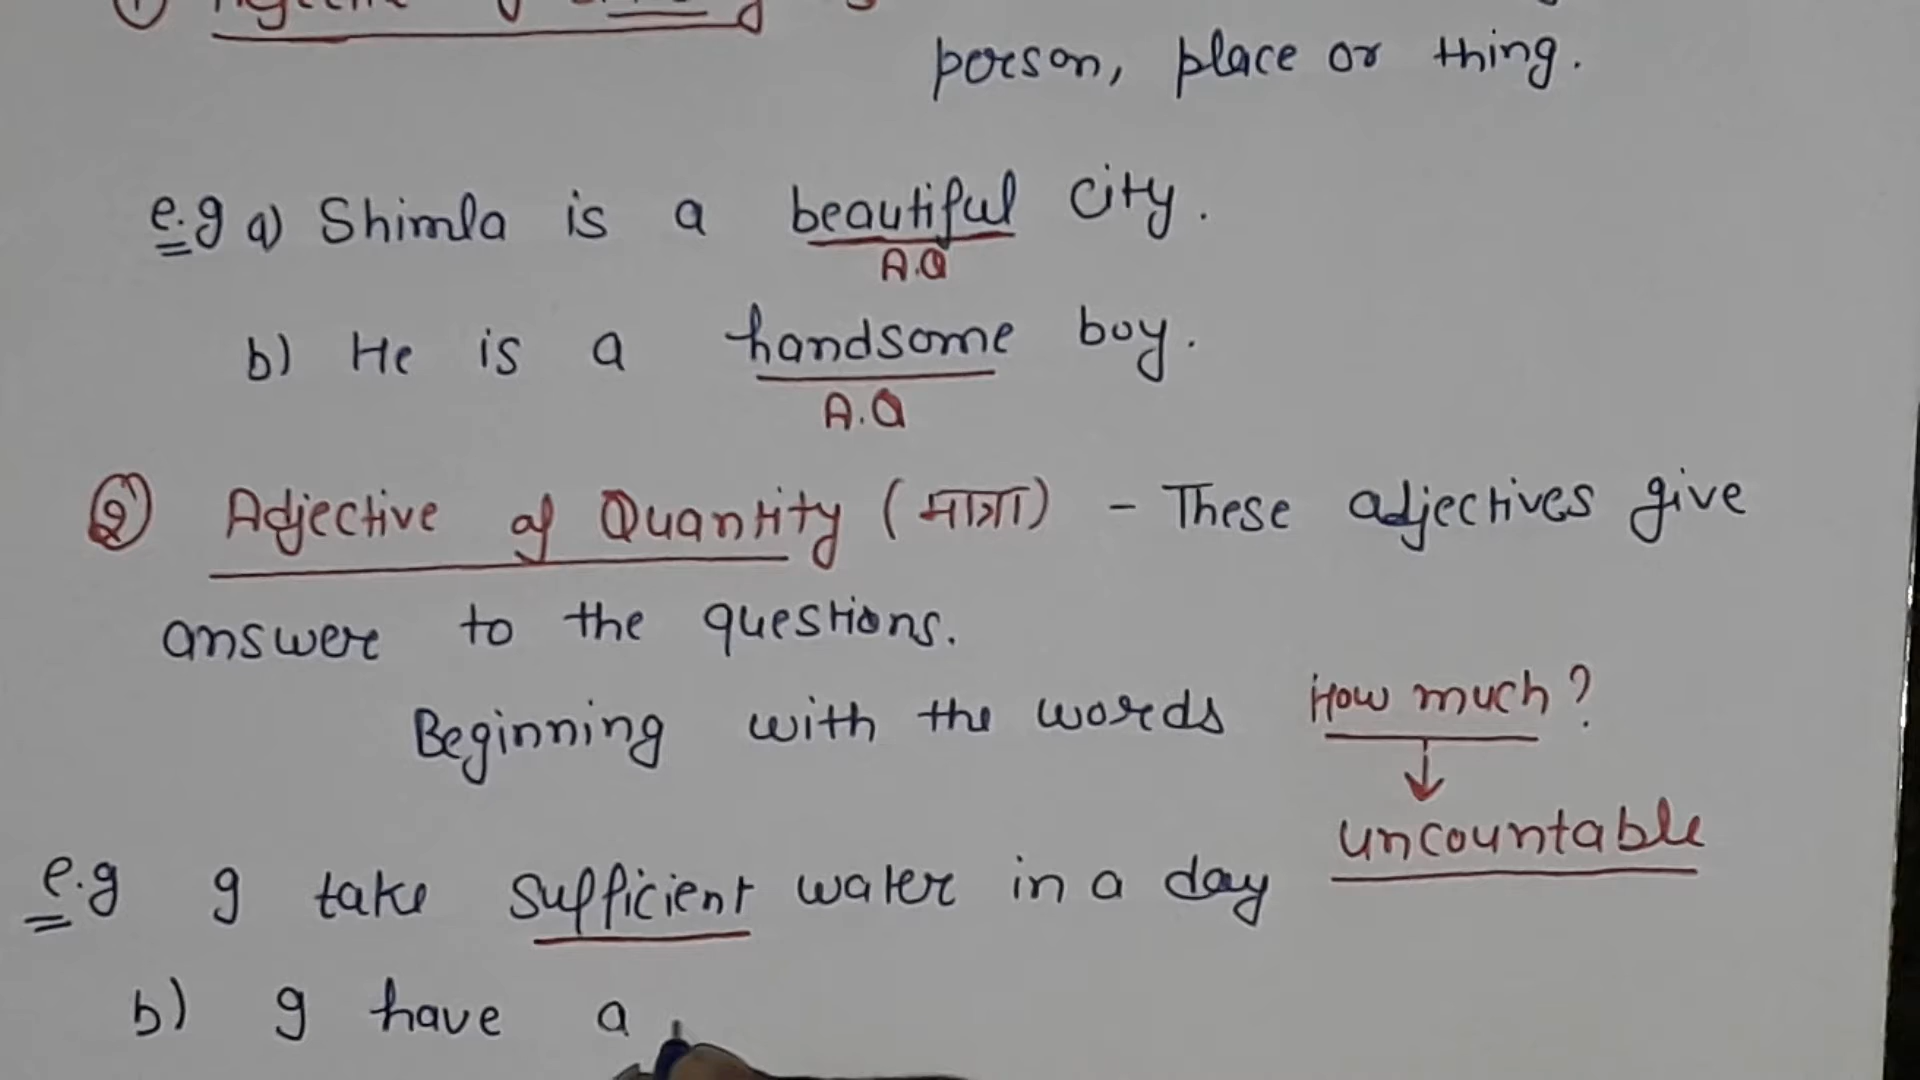 person, place or thing.
e.g a) Shimla is a beautiful city.
A.Q
b) He is a handsome boy.
A.Q
2) Adjective of Quantity (मात्रा) - These adjectives give
answere to the questions.
Beginning with the words How much?
uncountable
e.g I take sufficient water in a day
b) I have a